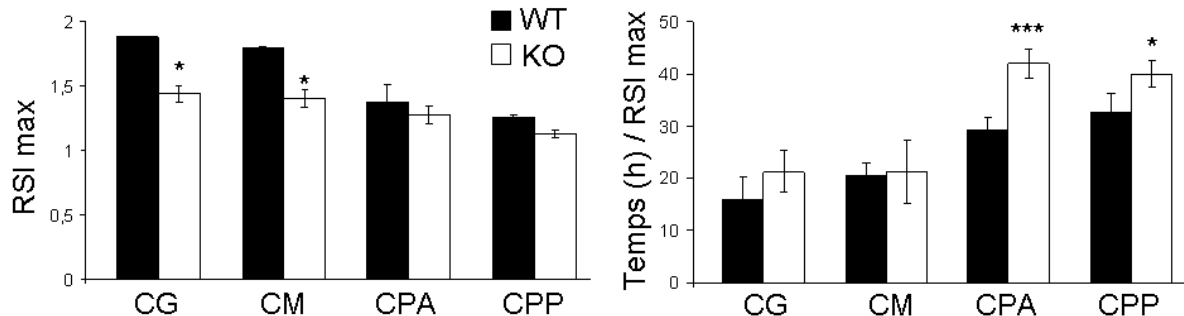 RSI max
2
1,5
1
0,5
0
WT
KO
*
*
CG CM CPA CPP
Temps (h) / RSI max
50
40
30
20
10
0
***
*
CG CM CPA CPP